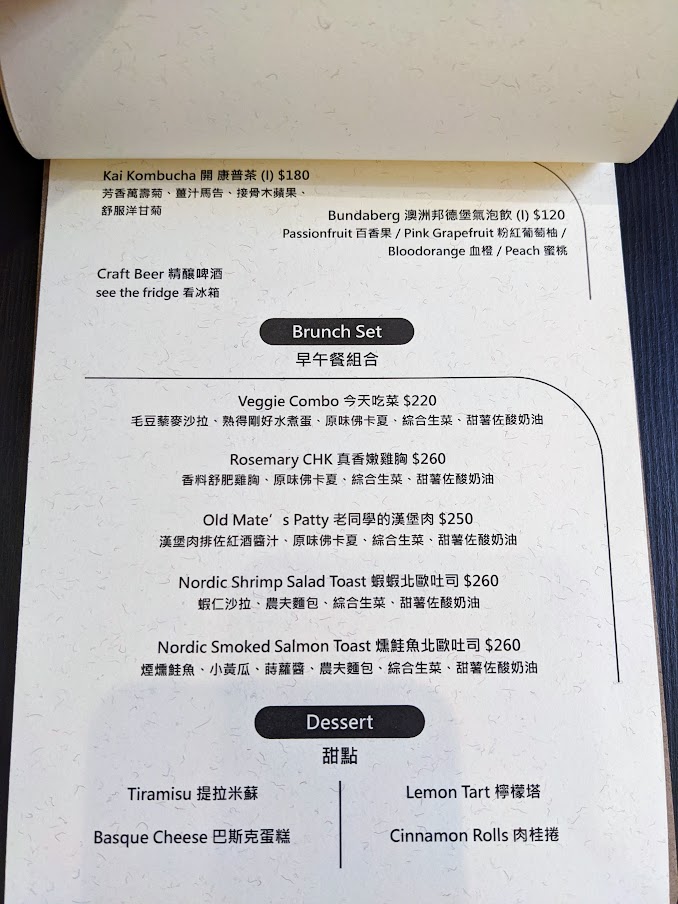 Kai Kombucha 開 康普茶 (I) $180
芳香萬壽菊、薑汁馬告、接骨木蘋果、
舒服洋甘菊
Bundaberg 澳洲邦德堡氣泡飲 (I) $120
Passionfruit 百香果 / Pink Grapefruit 粉紅葡萄柚 /
Bloodorange 血橙 / Peach 蜜桃
Craft Beer 精釀啤酒
see the fridge 看冰箱
Brunch Set
早午餐組合
Veggie Combo 今天吃菜 $220
毛豆藜麥沙拉、熟得剛好水煮蛋、原味佛卡夏、綜合生菜、甜薯佐酸奶油
Rosemary CHK 真香嫩雞胸 $260
香料舒肥雞胸、原味佛卡夏、綜合生菜、甜薯佐酸奶油
Old Mate's Patty 老同學的漢堡肉 $250
漢堡肉排佐紅酒醬汁、原味佛卡夏、綜合生菜、甜薯佐酸奶油
Nordic Shrimp Salad Toast 蝦蝦北歐吐司 $260
蝦仁沙拉、農夫麵包、綜合生菜、甜薯佐酸奶油
Nordic Smoked Salmon Toast 燻鮭魚北歐吐司 $260
煙燻鮭魚、小黃瓜、蒔蘿醬、農夫麵包、綜合生菜、甜薯佐酸奶油
Dessert
甜點
Tiramisu 提拉米蘇
Basque Cheese 巴斯克蛋糕
Lemon Tart 檸檬塔
Cinnamon Rolls 肉桂捲